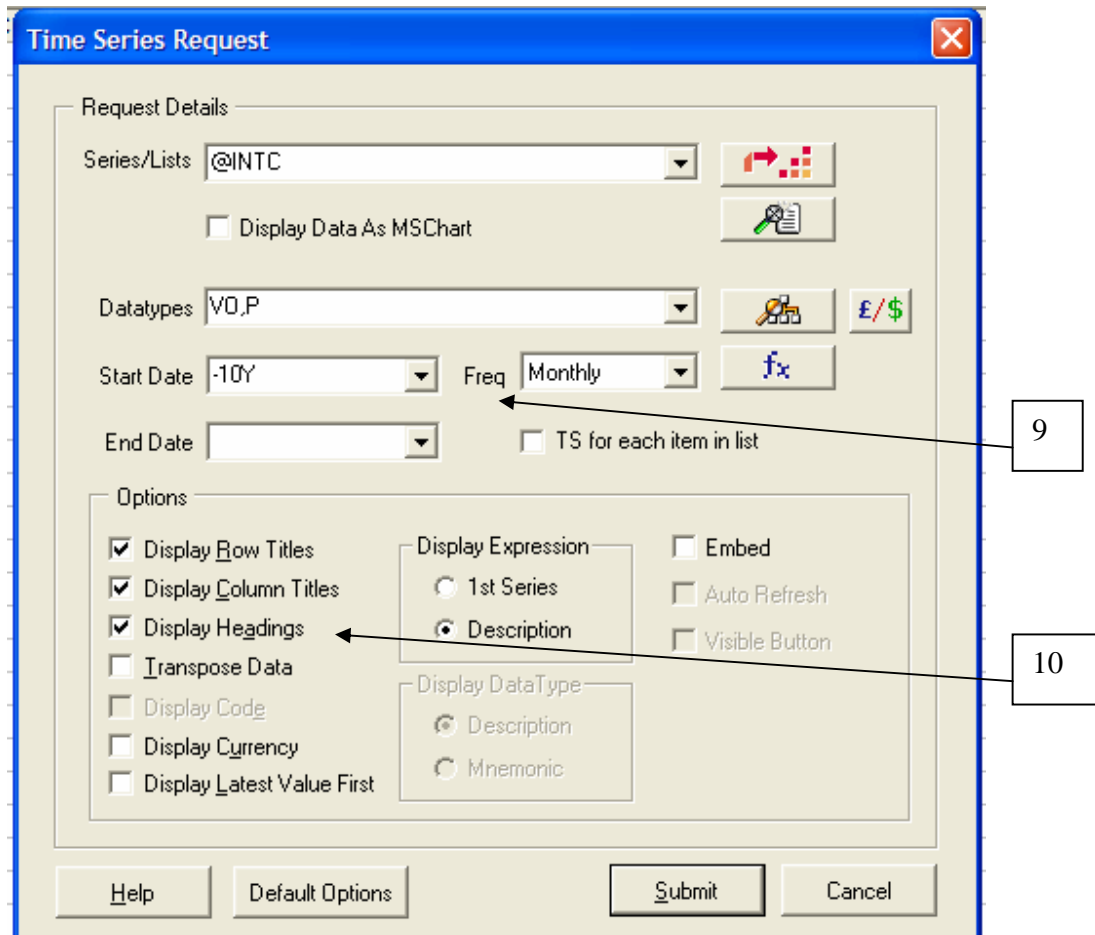 Time Series Request
Request Details
Series/Lists @INTC
Display Data As MSChart
Datatypes VO,P
£/$
Start Date -10Y Freq Monthly fx
9
End Date TS for each item in list
Options
Display Row Titles Display Expression Embed
Display Column Titles 1st Series Auto Refresh
Display Headings Description Visible Button
10
Transpose Data Display DataType
Display Code Description
Display Currency Mnemonic
Display Latest Value First
Help Default Options Submit Cancel